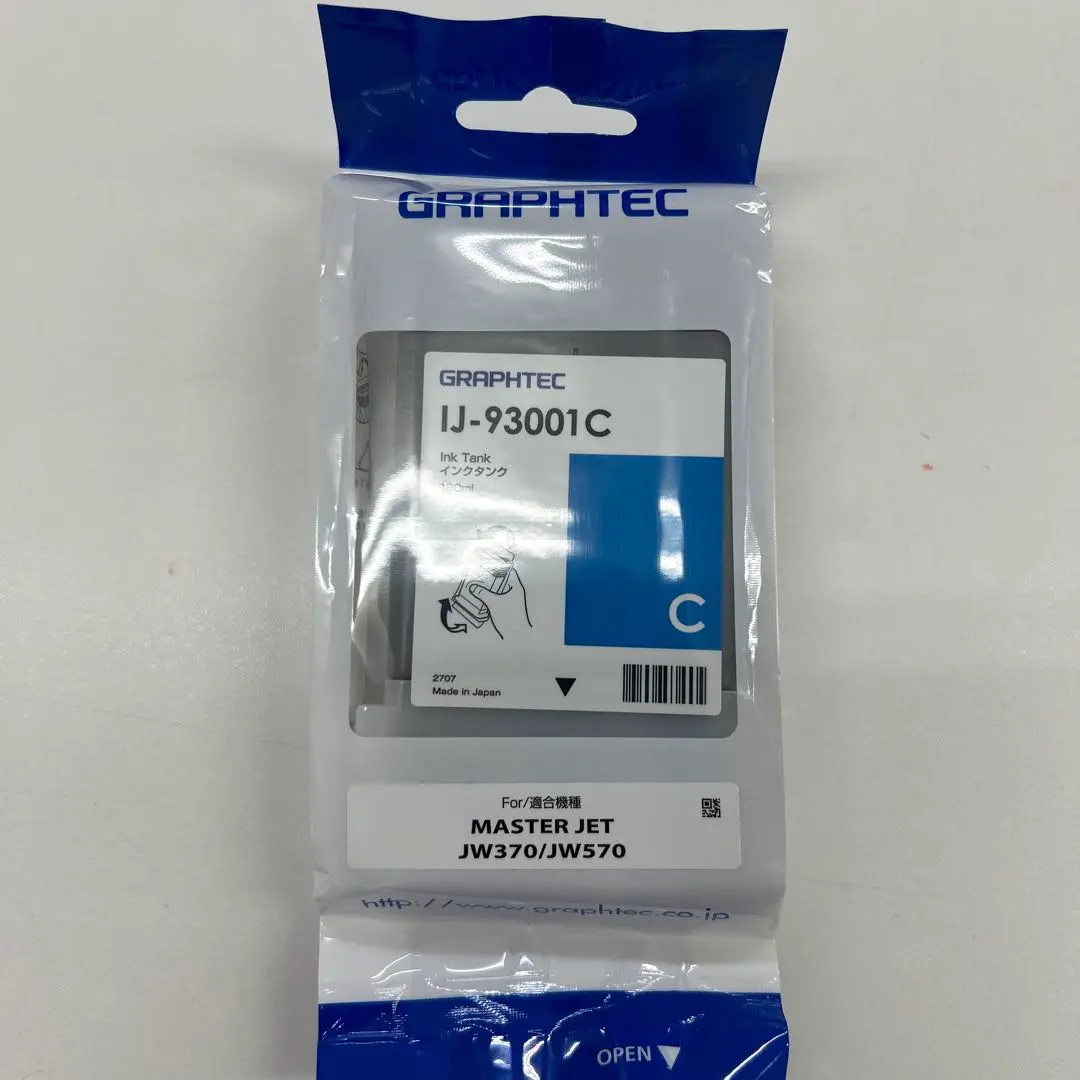 GRAPHTEC
GRAPHTEC
IJ-93001C
Ink Tank
インクタンク
C
2707
Made in Japan
For/適合機種
MASTER JET
JW370/JW570
http://www.graphtec.co.jp
OPEN